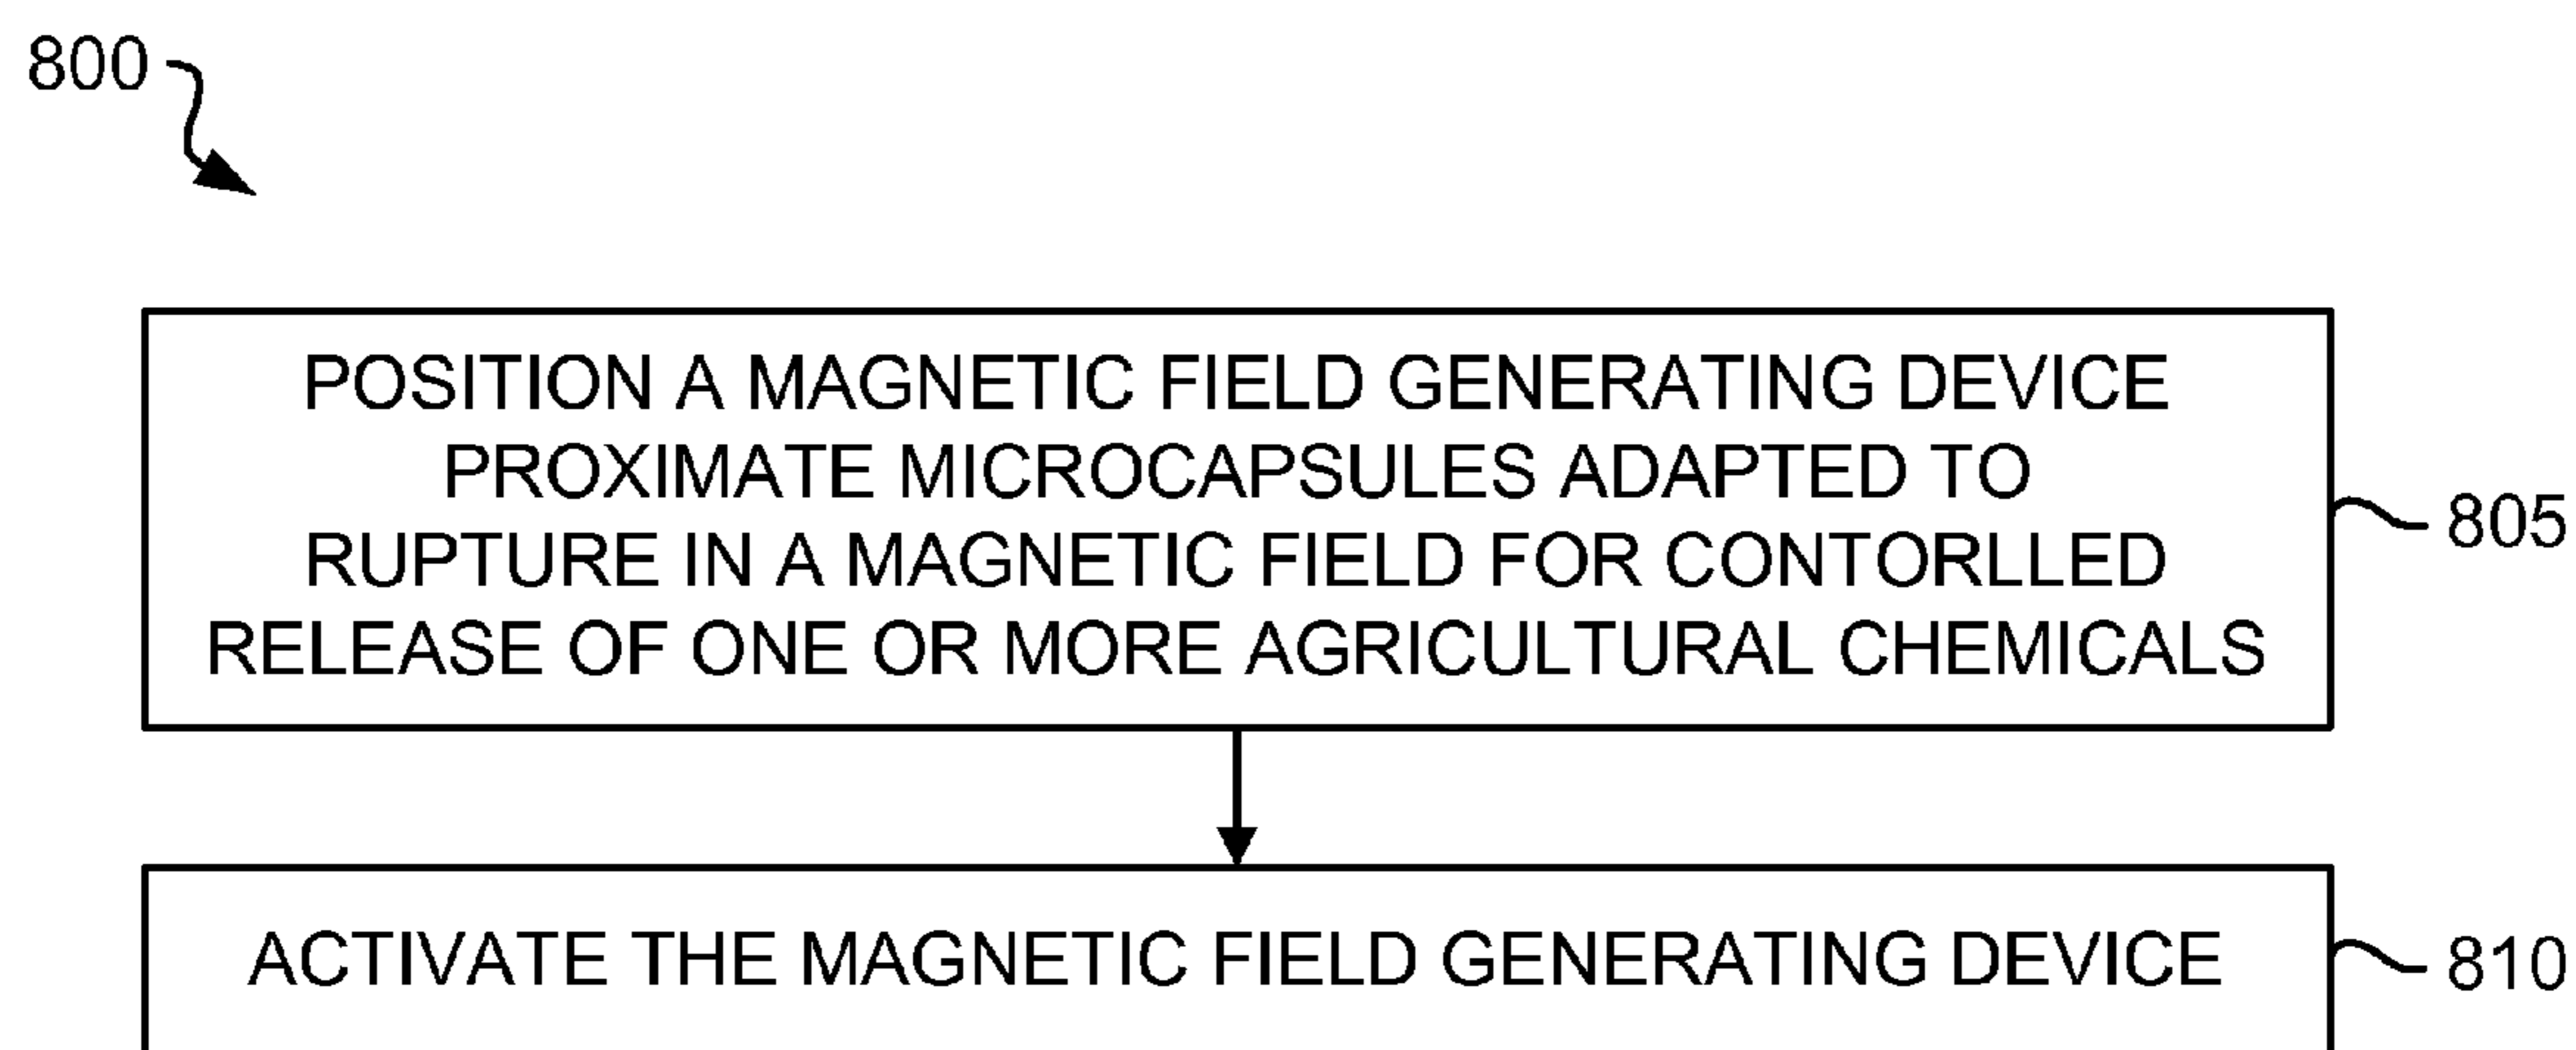 800
POSITION A MAGNETIC FIELD GENERATING DEVICE
PROXIMATE MICROCAPSULES ADAPTED TO
RUPTURE IN A MAGNETIC FIELD FOR CONTORLLED
RELEASE OF ONE OR MORE AGRICULTURAL CHEMICALS
805
ACTIVATE THE MAGNETIC FIELD GENERATING DEVICE
810